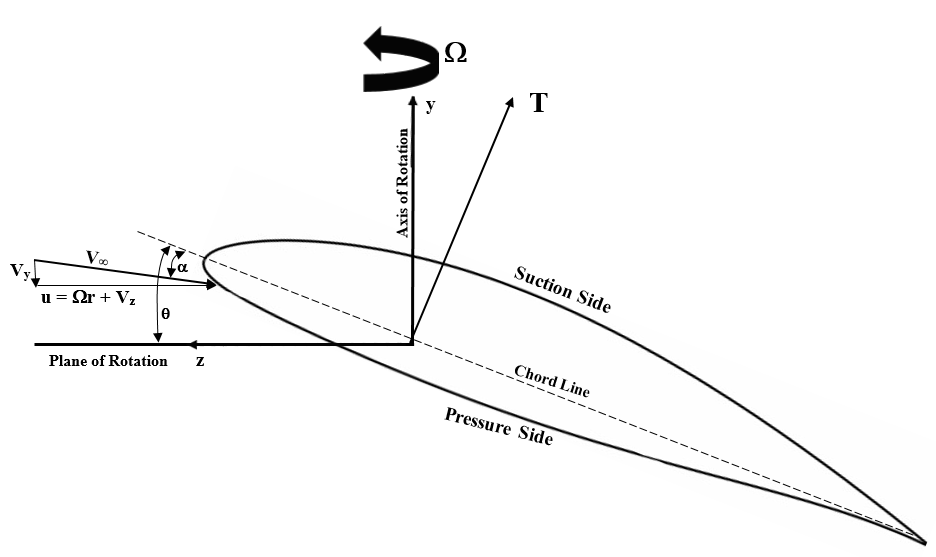 Ω
y
T
Axis of Rotation
V∞
α
Vy
u = Ωr + Vz
θ
Suction Side
Plane of Rotation
z
Chord Line
Pressure Side